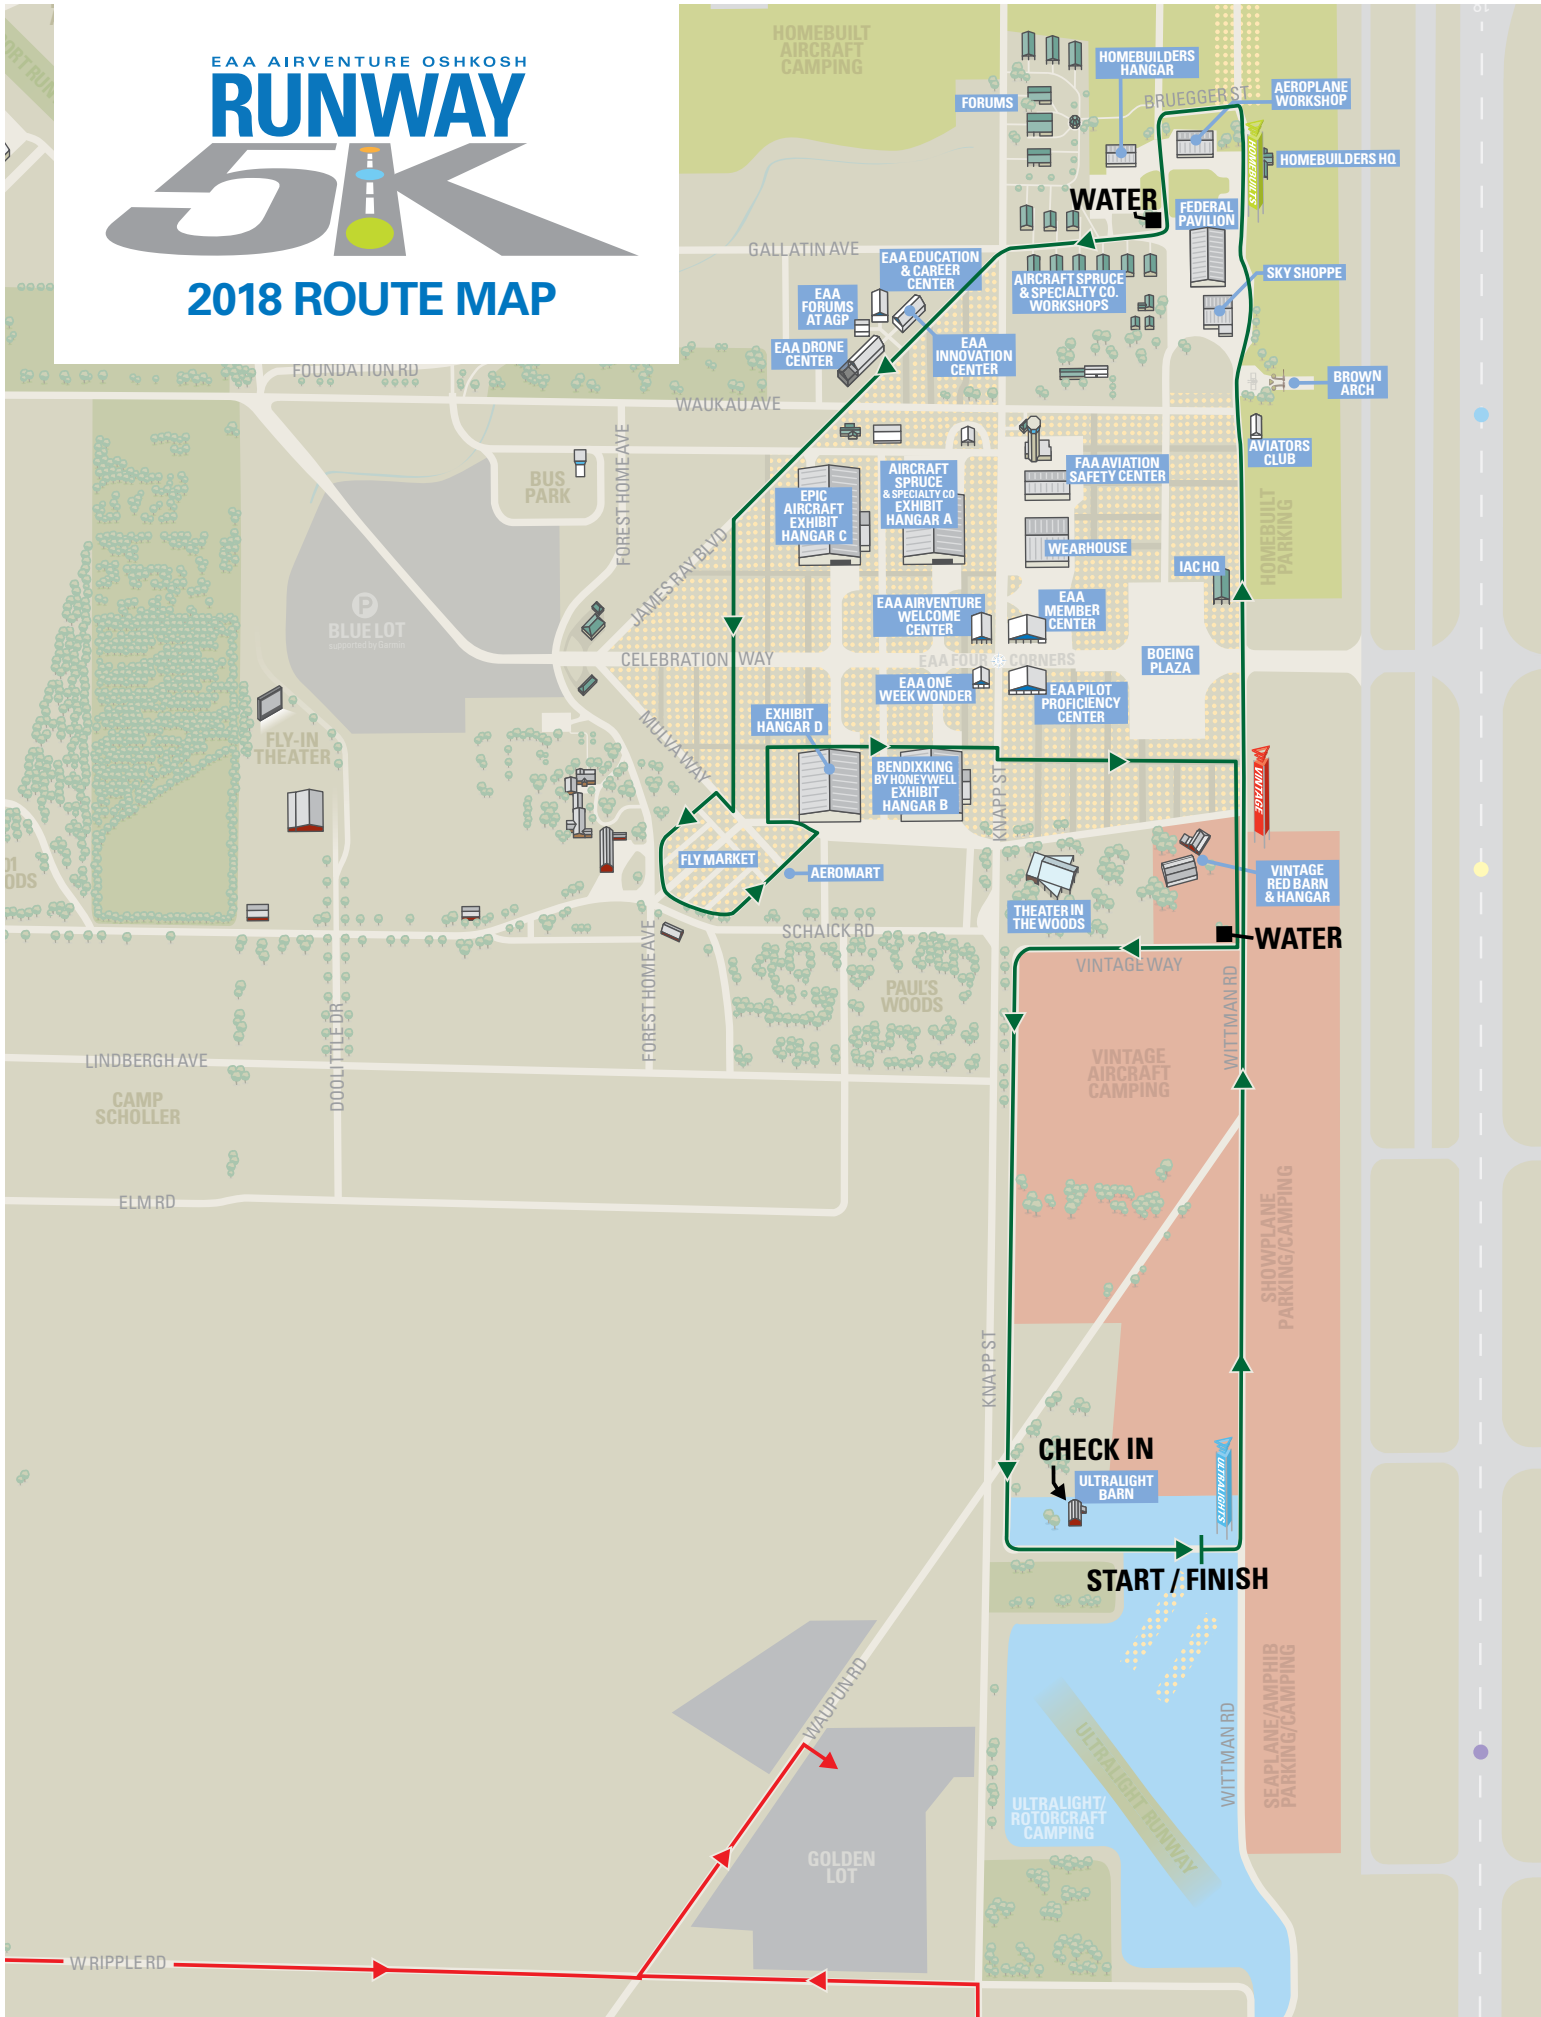 EAA AIRVENTURE OSHKOSH
RUNWAY
5K
2018 ROUTE MAP
HOMEBUILT
AIRCRAFT
CAMPING
HOMEBUILDERS
HANGAR
FORUMS
BRUEGGER ST
AEROPLANE
WORKSHOP
HOMEBUILTS
HOMEBUILDERS HQ
WATER
FEDERAL
PAVILION
GALLATIN AVE
EAA EDUCATION
& CAREER
CENTER
AIRCRAFT SPRUCE
& SPECIALTY CO.
WORKSHOPS
SKY SHOPPE
EAA
FORUMS
AT AGP
EAA DRONE
CENTER
EAA
INNOVATION
CENTER
FOUNDATION RD
BROWN
ARCH
WAUKAU AVE
AVIATORS
CLUB
FOREST HOME AVE
BUS
PARK
EPIC
AIRCRAFT
EXHIBIT
HANGAR C
AIRCRAFT
SPRUCE
& SPECIALTY CO
EXHIBIT
HANGAR A
FAA AVIATION
SAFETY CENTER
HOMEBUILT
PARKING
WEARHOUSE
IAC HQ
JAMES RAY BLVD
P
BLUE LOT
supported by Garmin
EAA AIRVENTURE
WELCOME
CENTER
EAA
MEMBER
CENTER
CELEBRATION WAY
EAA FOUR CORNERS
BOEING
PLAZA
EAA ONE
WEEK WONDER
EAA PILOT
PROFICIENCY
CENTER
FLY-IN
THEATER
MULVA WAY
EXHIBIT
HANGAR D
BENDIXKING
BY HONEYWELL
EXHIBIT
HANGAR B
KNAPP ST
VINTAGE
FLY MARKET
AEROMART
VINTAGE
RED BARN
& HANGAR
THEATER IN
THE WOODS
SCHAICK RD
WATER
VINTAGE WAY
WITTMAN RD
PAUL'S
WOODS
FOREST HOME AVE
DOOLITTLE DR
LINDBERGH AVE
VINTAGE
AIRCRAFT
CAMPING
CAMP
SCHOLLER
ELM RD
SHOWPLANE
PARKING/CAMPING
KNAPP ST
CHECK IN
ULTRALIGHT
BARN
ULTRALIGHTS
START / FINISH
WAUPUN RD
WITTMAN RD
SEAPLANE/AMPHIB
PARKING/CAMPING
ULTRALIGHT RUNWAY
ULTRALIGHT/
ROTORCRAFT
CAMPING
GOLDEN
LOT
W RIPPLE RD